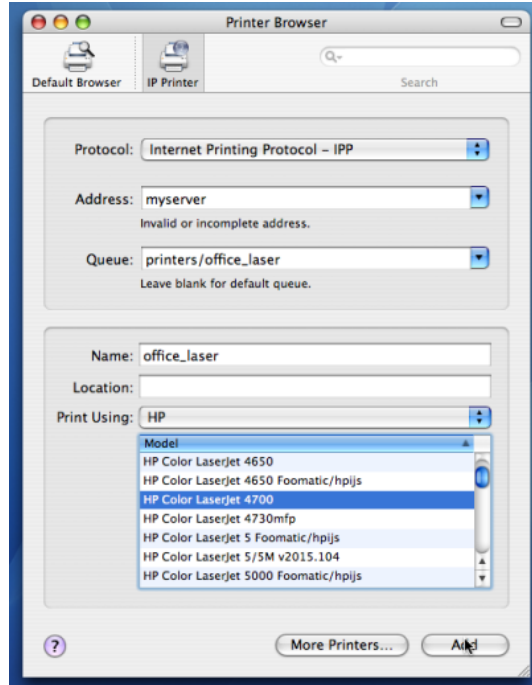 Printer Browser
Default Browser
IP Printer
Search
Protocol: Internet Printing Protocol – IPP
Address: myserver
Invalid or incomplete address.
Queue: printers/office_laser
Leave blank for default queue.
Name: office_laser
Location:
Print Using: HP
Model
HP Color LaserJet 4650
HP Color LaserJet 4650 Foomatic/hpijs
HP Color LaserJet 4700
HP Color LaserJet 4730mfp
HP Color LaserJet 5 Foomatic/hpijs
HP Color LaserJet 5/5M v2015.104
HP Color LaserJet 5000 Foomatic/hpijs
? More Printers... Add